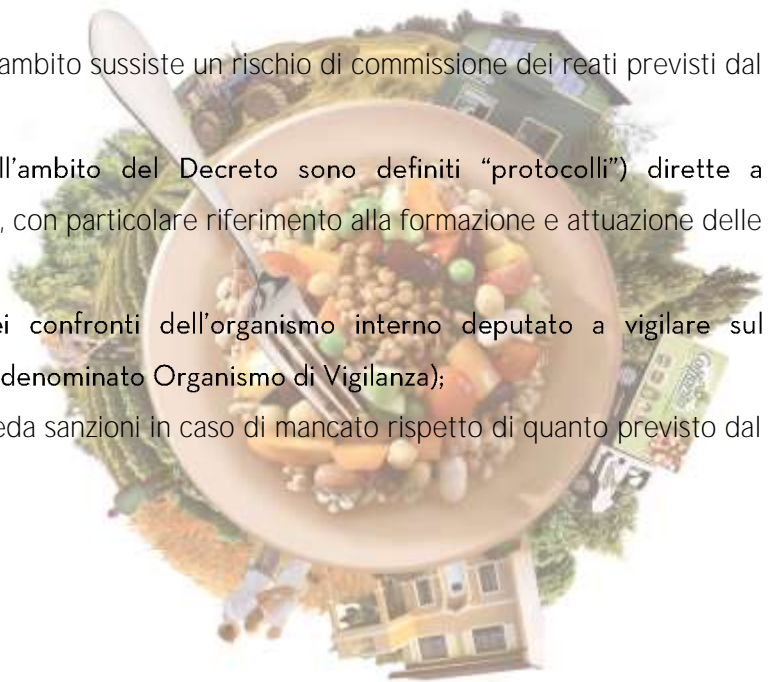 ambito sussiste un rischio di commissione dei reati previsti dal
ll’ambito del Decreto sono definiti “protocolli”) dirette a
, con particolare riferimento alla formazione e attuazione delle
ei confronti dell’organismo interno deputato a vigilare sul
denominato Organismo di Vigilanza);
eda sanzioni in caso di mancato rispetto di quanto previsto dal